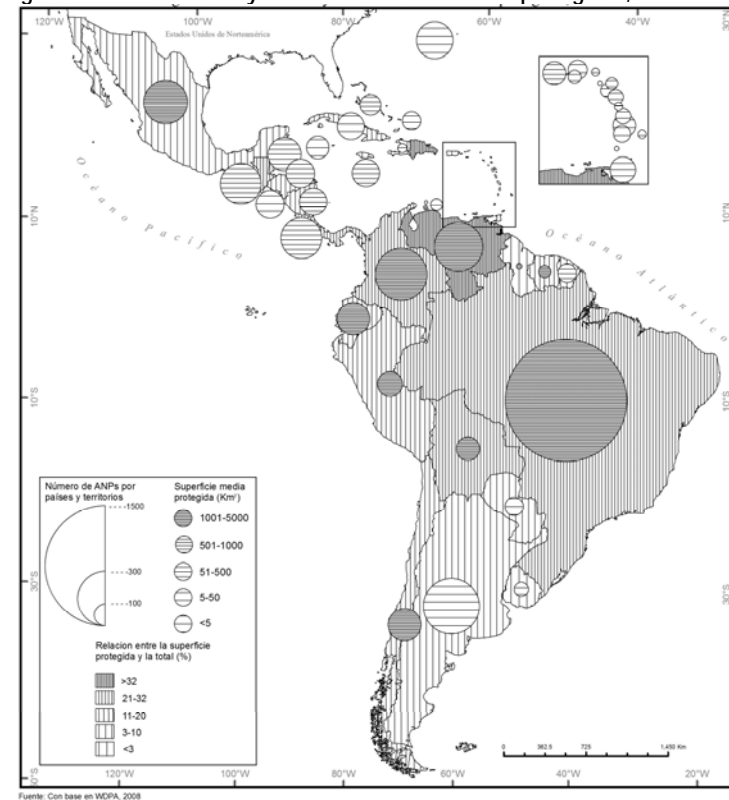 120°W 100°W 80°W 60°W 40°W 30°N
Estados Unidos de Norteamérica
Océano Pacífico
Océano Atlántico
10°N
10°N
10°S
10°S
30°S
30°S
Número de ANPs por
países y territorios
1500
300
100
Superficie media
protegida (Km²)
1001-5000
501-1000
51-500
5-50
<5
Relacion entre la superficie
protegida y la total (%)
>32
21-32
11-20
3-10
<3
0 362.5 725 1,450 Km
120°W 100°W 80°W 60°W 40°W 20°W
Fuente: Con base en WDPA, 2008